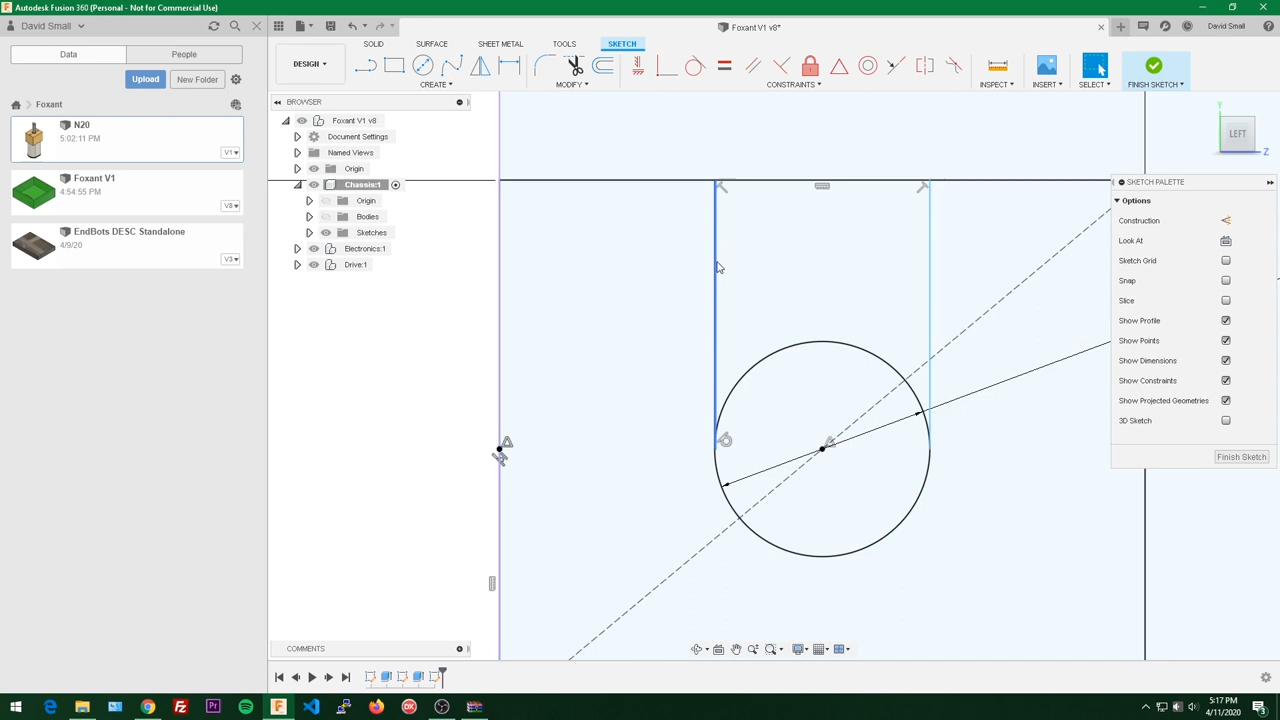 Autodesk Fusion 360 (Personal - Not for Commercial Use)
David Small
Foxant V1 v8*
David Small
Data
People
SOLID
SURFACE
SHEET METAL
TOOLS
SKETCH
DESIGN
Upload
New Folder
CREATE
MODIFY
CONSTRAINTS
INSPECT
INSERT
SELECT
FINISH SKETCH
Foxant
BROWSER
N20
5:02:11 PM
V1
Foxant V1
4:54:55 PM
V8
EndBots DESC Standalone
4/9/20
V3
Foxant V1 v8
Document Settings
Named Views
Origin
Chassis:1
Origin
Bodies
Sketches
Electronics:1
Drive:1
Y
LEFT
Z
SKETCH PALETTE
Options
Construction
Look At
Sketch Grid
Snap
Slice
Show Profile
Show Points
Show Dimensions
Show Constraints
Show Projected Geometries
3D Sketch
Finish Sketch
COMMENTS
5:17 PM
4/11/2020